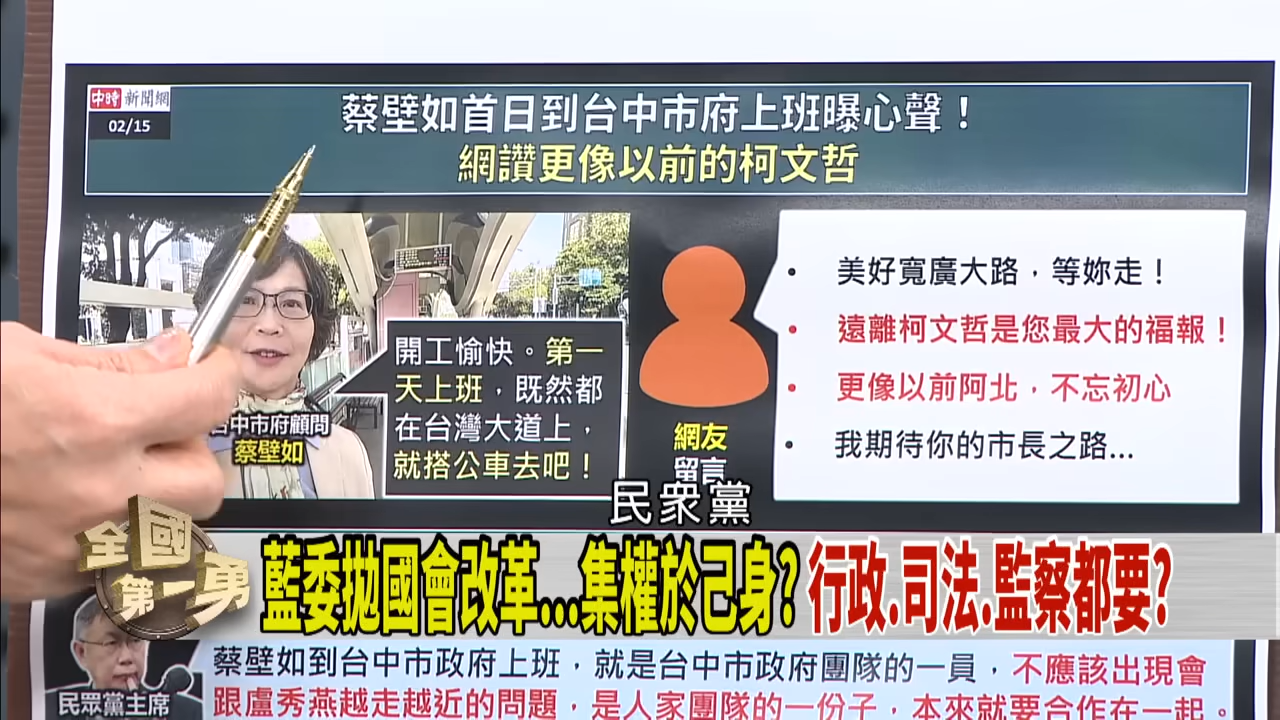 中時 新聞網
02/15
蔡壁如首日到台中市府上班曝心聲！
網讚更像以前的柯文哲
開工愉快。第一
天上班，既然都
在台灣大道上，
就搭公車去吧！
台中市府顧問
蔡壁如
網友
留言
• 美好寬廣大路，等妳走！
• 遠離柯文哲是您最大的福報！
• 更像以前阿北，不忘初心
• 我期待你的市長之路...
民眾黨
全國第一勇
藍委拋國會改革...集權於己身？行政.司法.監察都要？
民眾黨主席
蔡壁如到台中市政府上班，就是台中市政府團隊的一員，不應該出現會
跟盧秀燕越走越近的問題，是人家團隊的一份子，本來就要合作在一起。